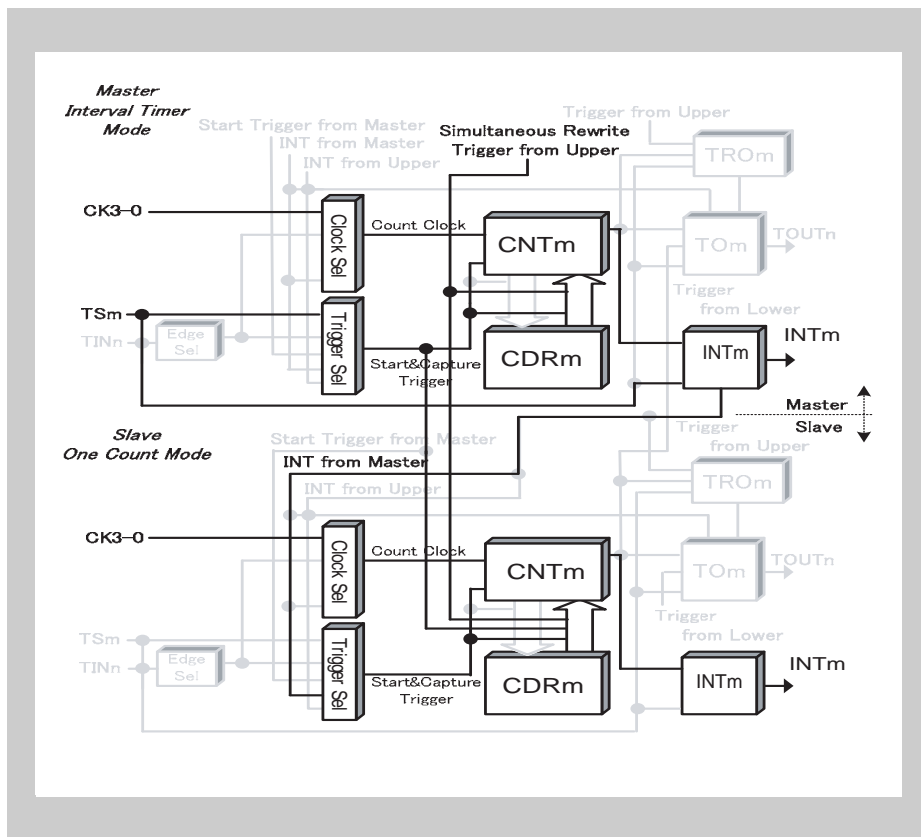 Master
Interval Timer
Mode
Start Trigger from Master
INT from Master
INT from Upper
Simultaneous Rewrite
Trigger from Upper
Trigger from Upper
TROm
CK3-0
Clock Sel
Count Clock
CNTm
TOm
TOUTn
Trigger
from Lower
TSm
TINn
Edge
Sel
Trigger Sel
Start&Capture
Trigger
CDRm
INTm
INTm
Master
Slave
Slave
One Count Mode
Start Trigger from Master
INT from Master
INT from Upper
Trigger
from Upper
TROm
CK3-0
Clock Sel
Count Clock
CNTm
TOm
TOUTn
Trigger
from Lower
TSm
TINn
Edge
Sel
Trigger Sel
Start&Capture
Trigger
CDRm
INTm
INTm